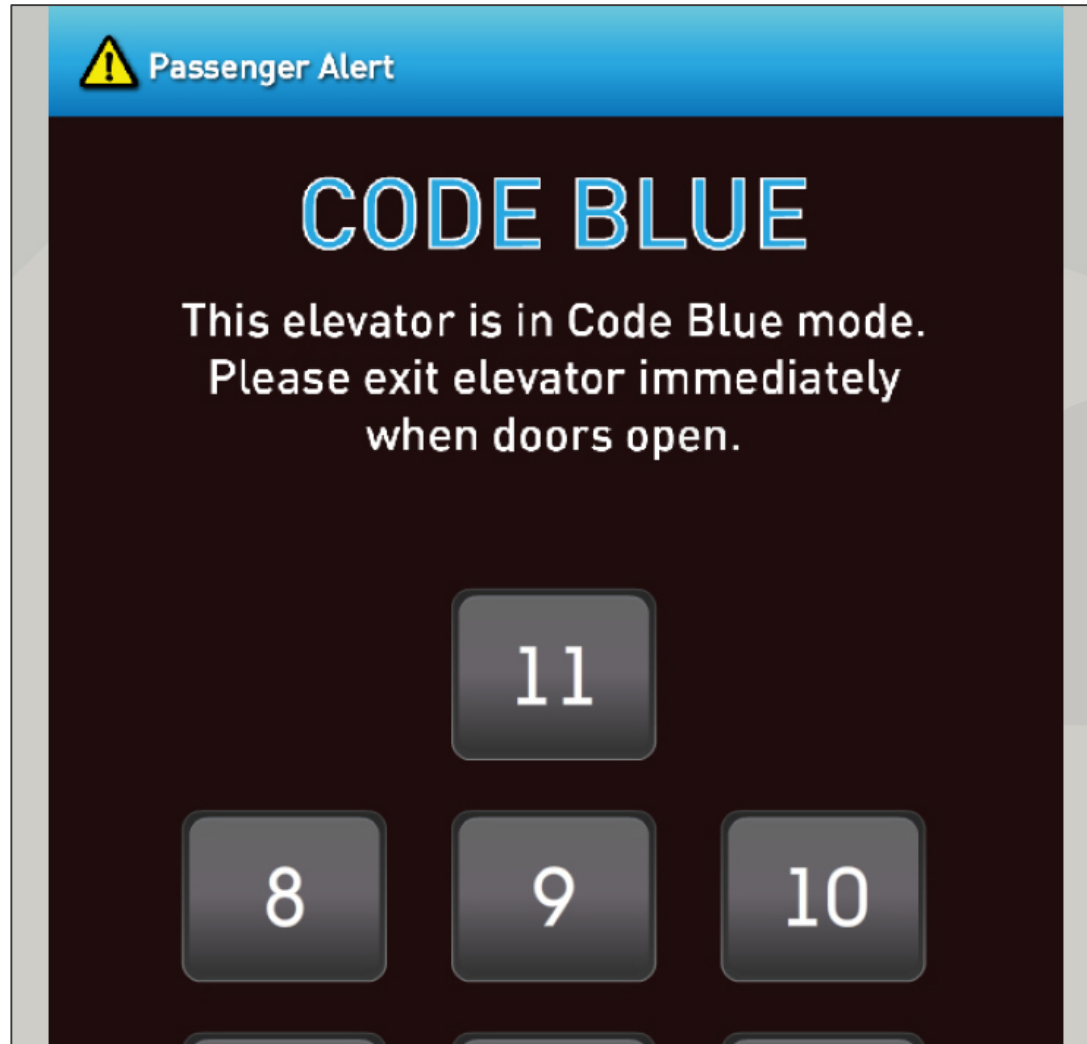 Passenger Alert
CODE BLUE
This elevator is in Code Blue mode.
Please exit elevator immediately
when doors open.
11
8 9 10